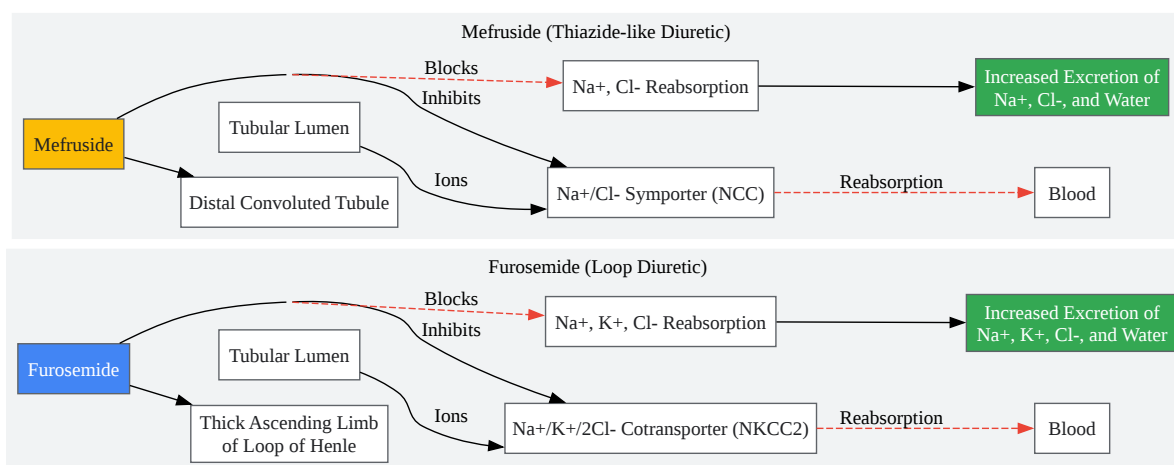 Mefruside (Thiazide-like Diuretic)
Blocks
Na+, Cl- Reabsorption
Increased Excretion of
Na+, Cl-, and Water
Inhibits
Tubular Lumen
Mefruside
Ions
Distal Convoluted Tubule
Na+/Cl- Symporter (NCC)
Reabsorption
Blood
Furosemide (Loop Diuretic)
Blocks
Na+, K+, Cl- Reabsorption
Increased Excretion of
Na+, K+, Cl-, and Water
Inhibits
Tubular Lumen
Furosemide
Ions
Thick Ascending Limb
of Loop of Henle
Na+/K+/2Cl- Cotransporter (NKCC2)
Reabsorption
Blood